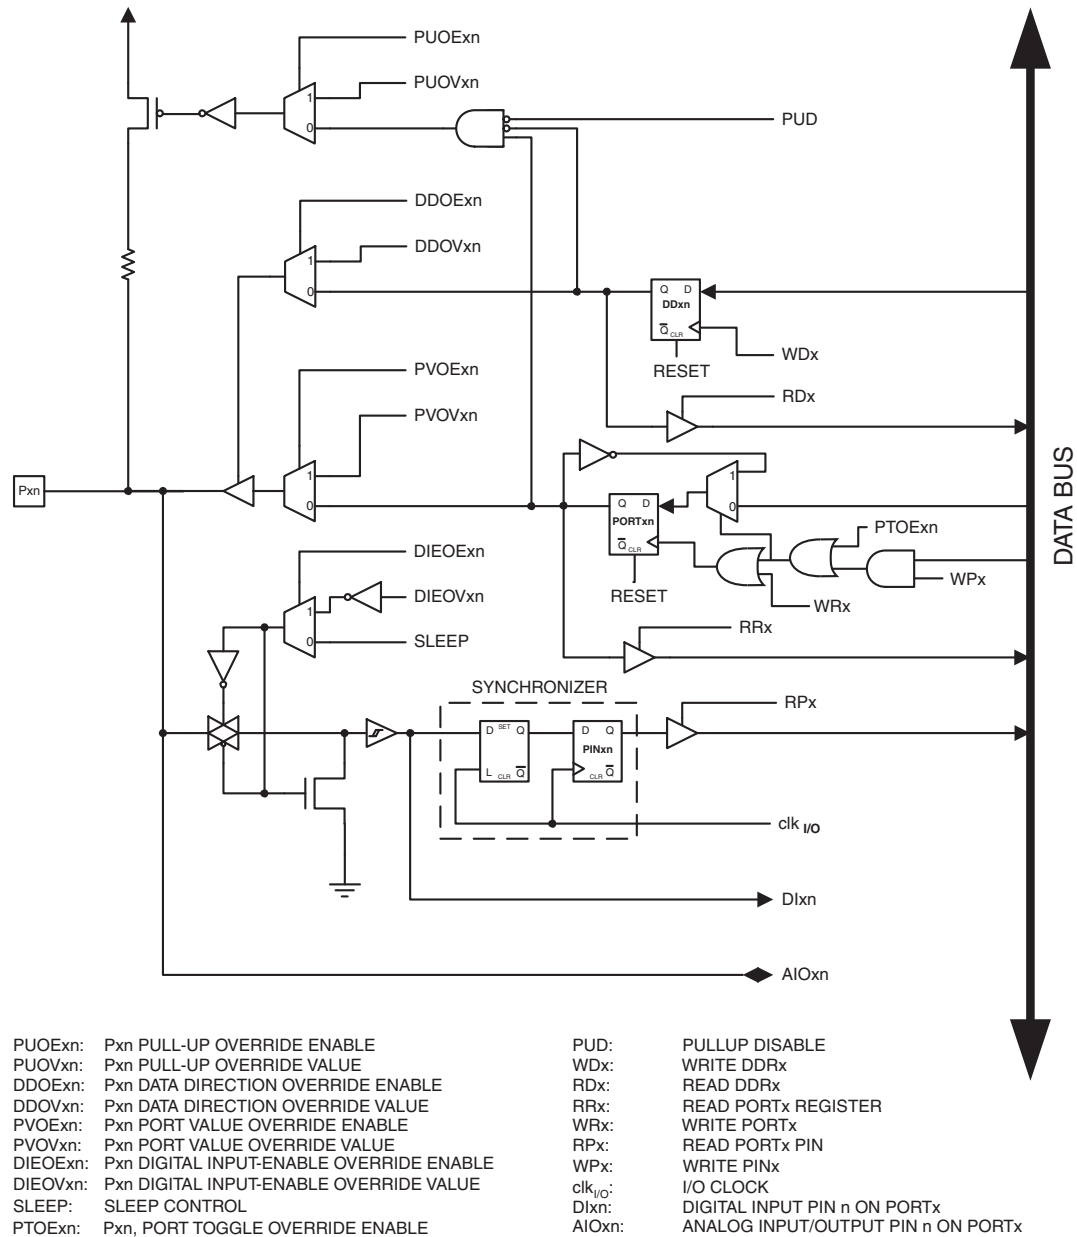 PUOExn
PUOVxn
1
0
PUD
DDOExn
DDOVxn
1
0
Q D
DDxn
Q CLR
WDx
RESET
PVOExn
RDx
PVOVxn
Pxn
1
0
1
0
Q D
PORTxn
Q CLR
PTOExn
WPx
RESET
WRx
DIEOExn
DIEOVxn
1
0
SLEEP
RRx
SYNCHRONIZER
RPx
D SET Q
L CLR Q
D Q
PINxn
CLR Q
clk I/O
DIxn
AIOxn
DATA BUS
PUOExn: Pxn PULL-UP OVERRIDE ENABLE
PUOVxn: Pxn PULL-UP OVERRIDE VALUE
DDOExn: Pxn DATA DIRECTION OVERRIDE ENABLE
DDOVxn: Pxn DATA DIRECTION OVERRIDE VALUE
PVOExn: Pxn PORT VALUE OVERRIDE ENABLE
PVOVxn: Pxn PORT VALUE OVERRIDE VALUE
DIEOExn: Pxn DIGITAL INPUT-ENABLE OVERRIDE ENABLE
DIEOVxn: Pxn DIGITAL INPUT-ENABLE OVERRIDE VALUE
SLEEP: SLEEP CONTROL
PTOExn: Pxn, PORT TOGGLE OVERRIDE ENABLE
PUD: PULLUP DISABLE
WDx: WRITE DDRx
RDx: READ DDRx
RRx: READ PORTx REGISTER
WRx: WRITE PORTx
RPx: READ PORTx PIN
WPx: WRITE PINx
clkI/O: I/O CLOCK
DIxn: DIGITAL INPUT PIN n ON PORTx
AIOxn: ANALOG INPUT/OUTPUT PIN n ON PORTx